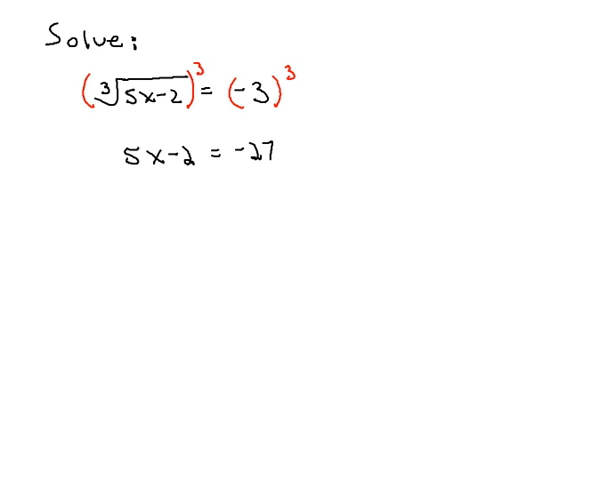 Solve:
(∛5x-2)³ = (-3)³
5x-2 = -27